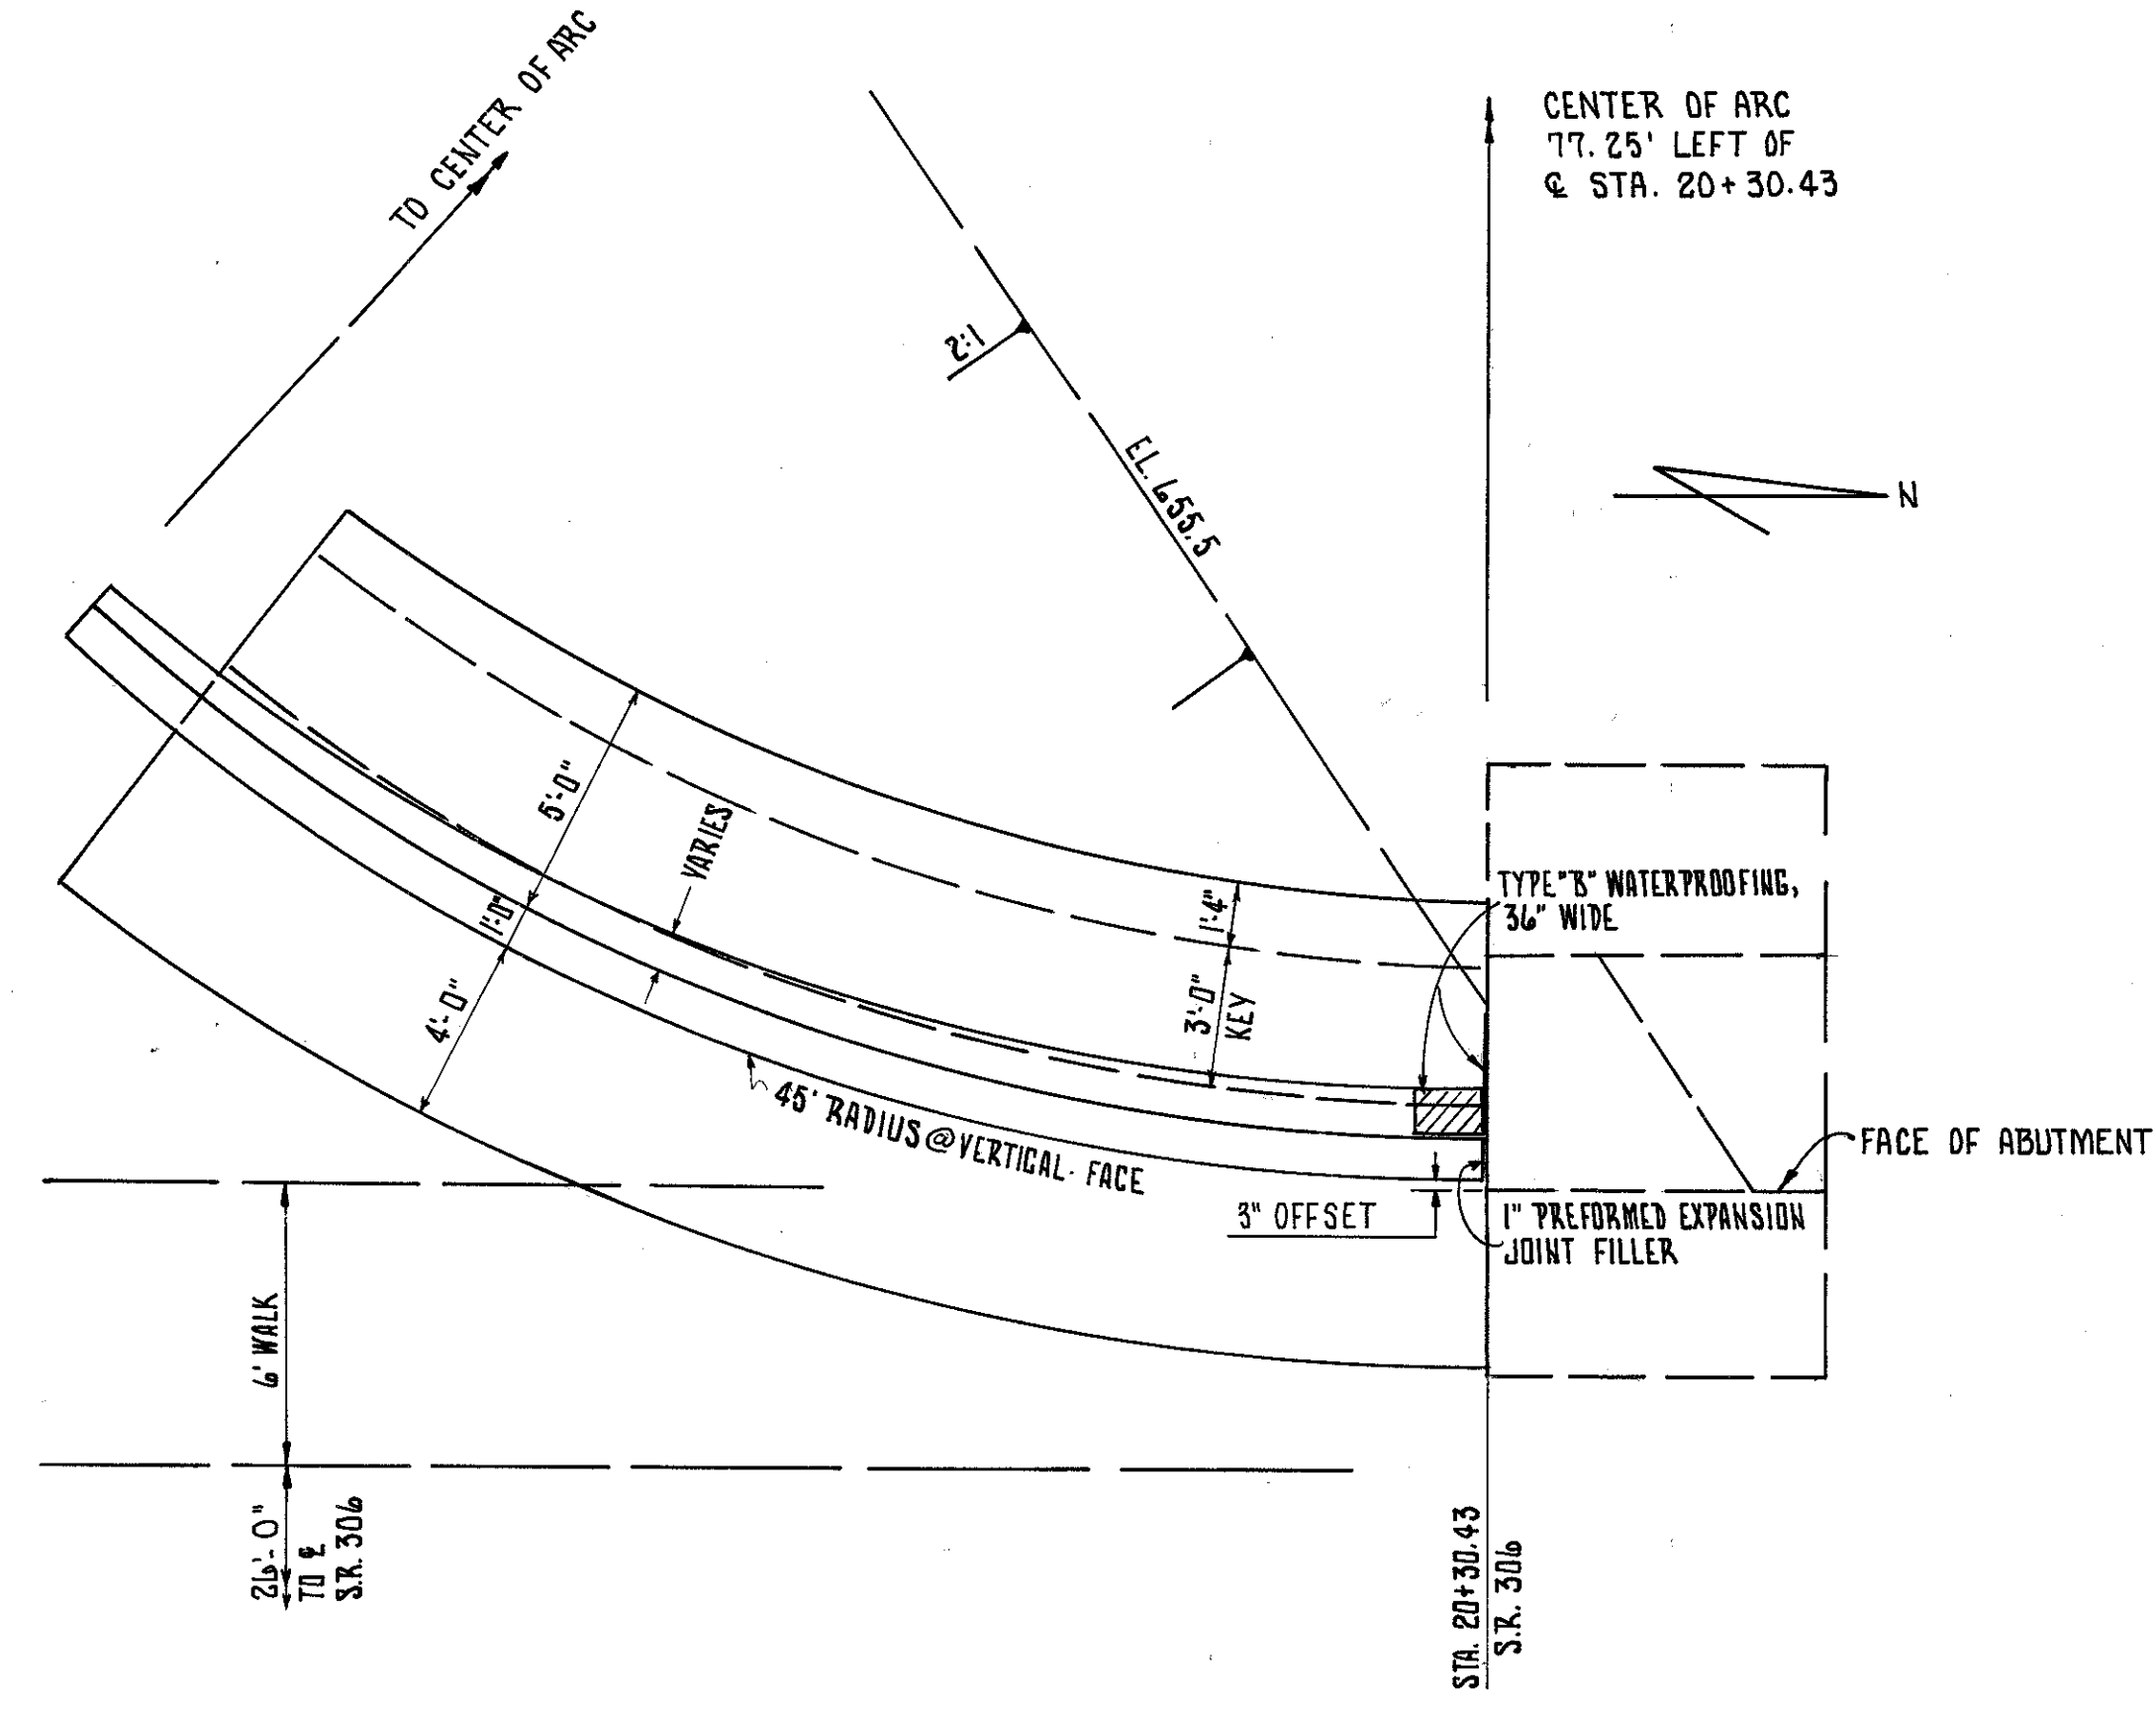 TO CENTER OF ARC
CENTER OF ARC
77.25' LEFT OF
℄ STA. 20+30.43
2:1
EL. 655.5
N
5'-0"
VARIES
1'-0"
4'-0"
1'-4"
3'-0"
KEY
TYPE "B" WATERPROOFING,
36" WIDE
45' RADIUS @ VERTICAL FACE
FACE OF ABUTMENT
3" OFFSET
1" PREFORMED EXPANSION
JOINT FILLER
6' WALK
26'-0"
TO ℄
S.R. 306
STA. 20+30.43
S.R. 306